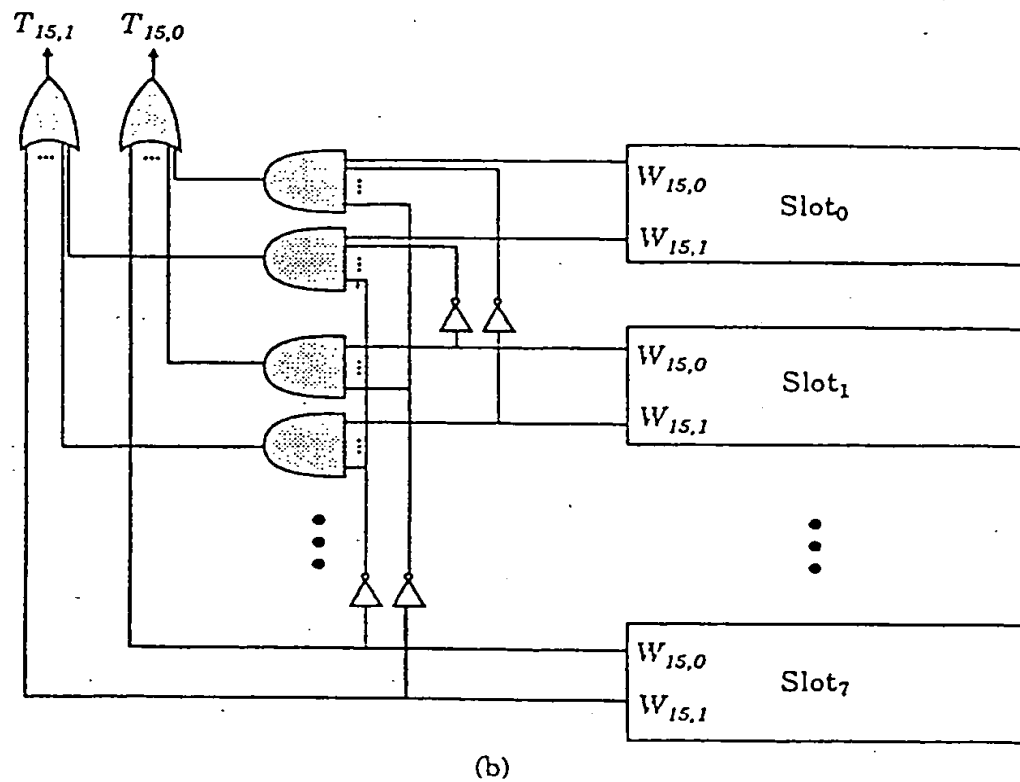 T₁₅,₁ T₁₅,₀
W₁₅,₀
Slot₀
W₁₅,₁
W₁₅,₀
Slot₁
W₁₅,₁
W₁₅,₀
Slot₇
W₁₅,₁
(b)